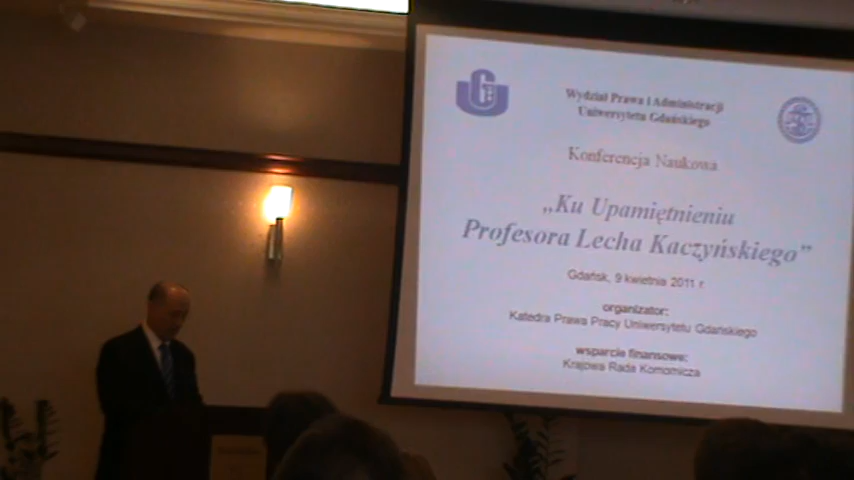 Wydział Prawa i Administracji
Uniwersytetu Gdańskiego
Konferencja Naukowa
„Ku Upamiętnieniu
Profesora Lecha Kaczyńskiego”
Gdańsk, 9 kwietnia 2011 r.
organizator:
Katedra Prawa Pracy Uniwersytetu Gdańskiego
wsparcie finansowe:
Krajowa Rada Komornicza